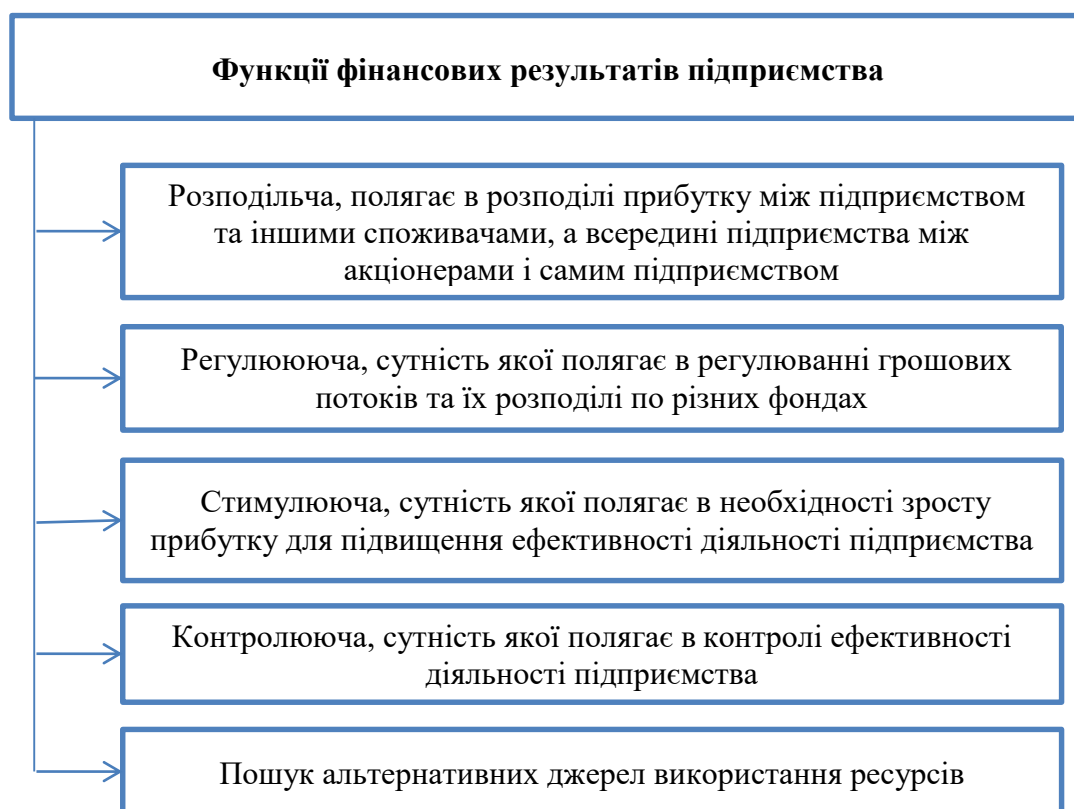 Функції фінансових результатів підприємства
Розподільча, полягає в розподілі прибутку між підприємством
та іншими споживачами, а всередині підприємства між
акціонерами і самим підприємством
Регулююча, сутність якої полягає в регулюванні грошових
потоків та їх розподілі по різних фондах
Стимулююча, сутність якої полягає в необхідності зросту
прибутку для підвищення ефективності діяльності підприємства
Контролююча, сутність якої полягає в контролі ефективності
діяльності підприємства
Пошук альтернативних джерел використання ресурсів